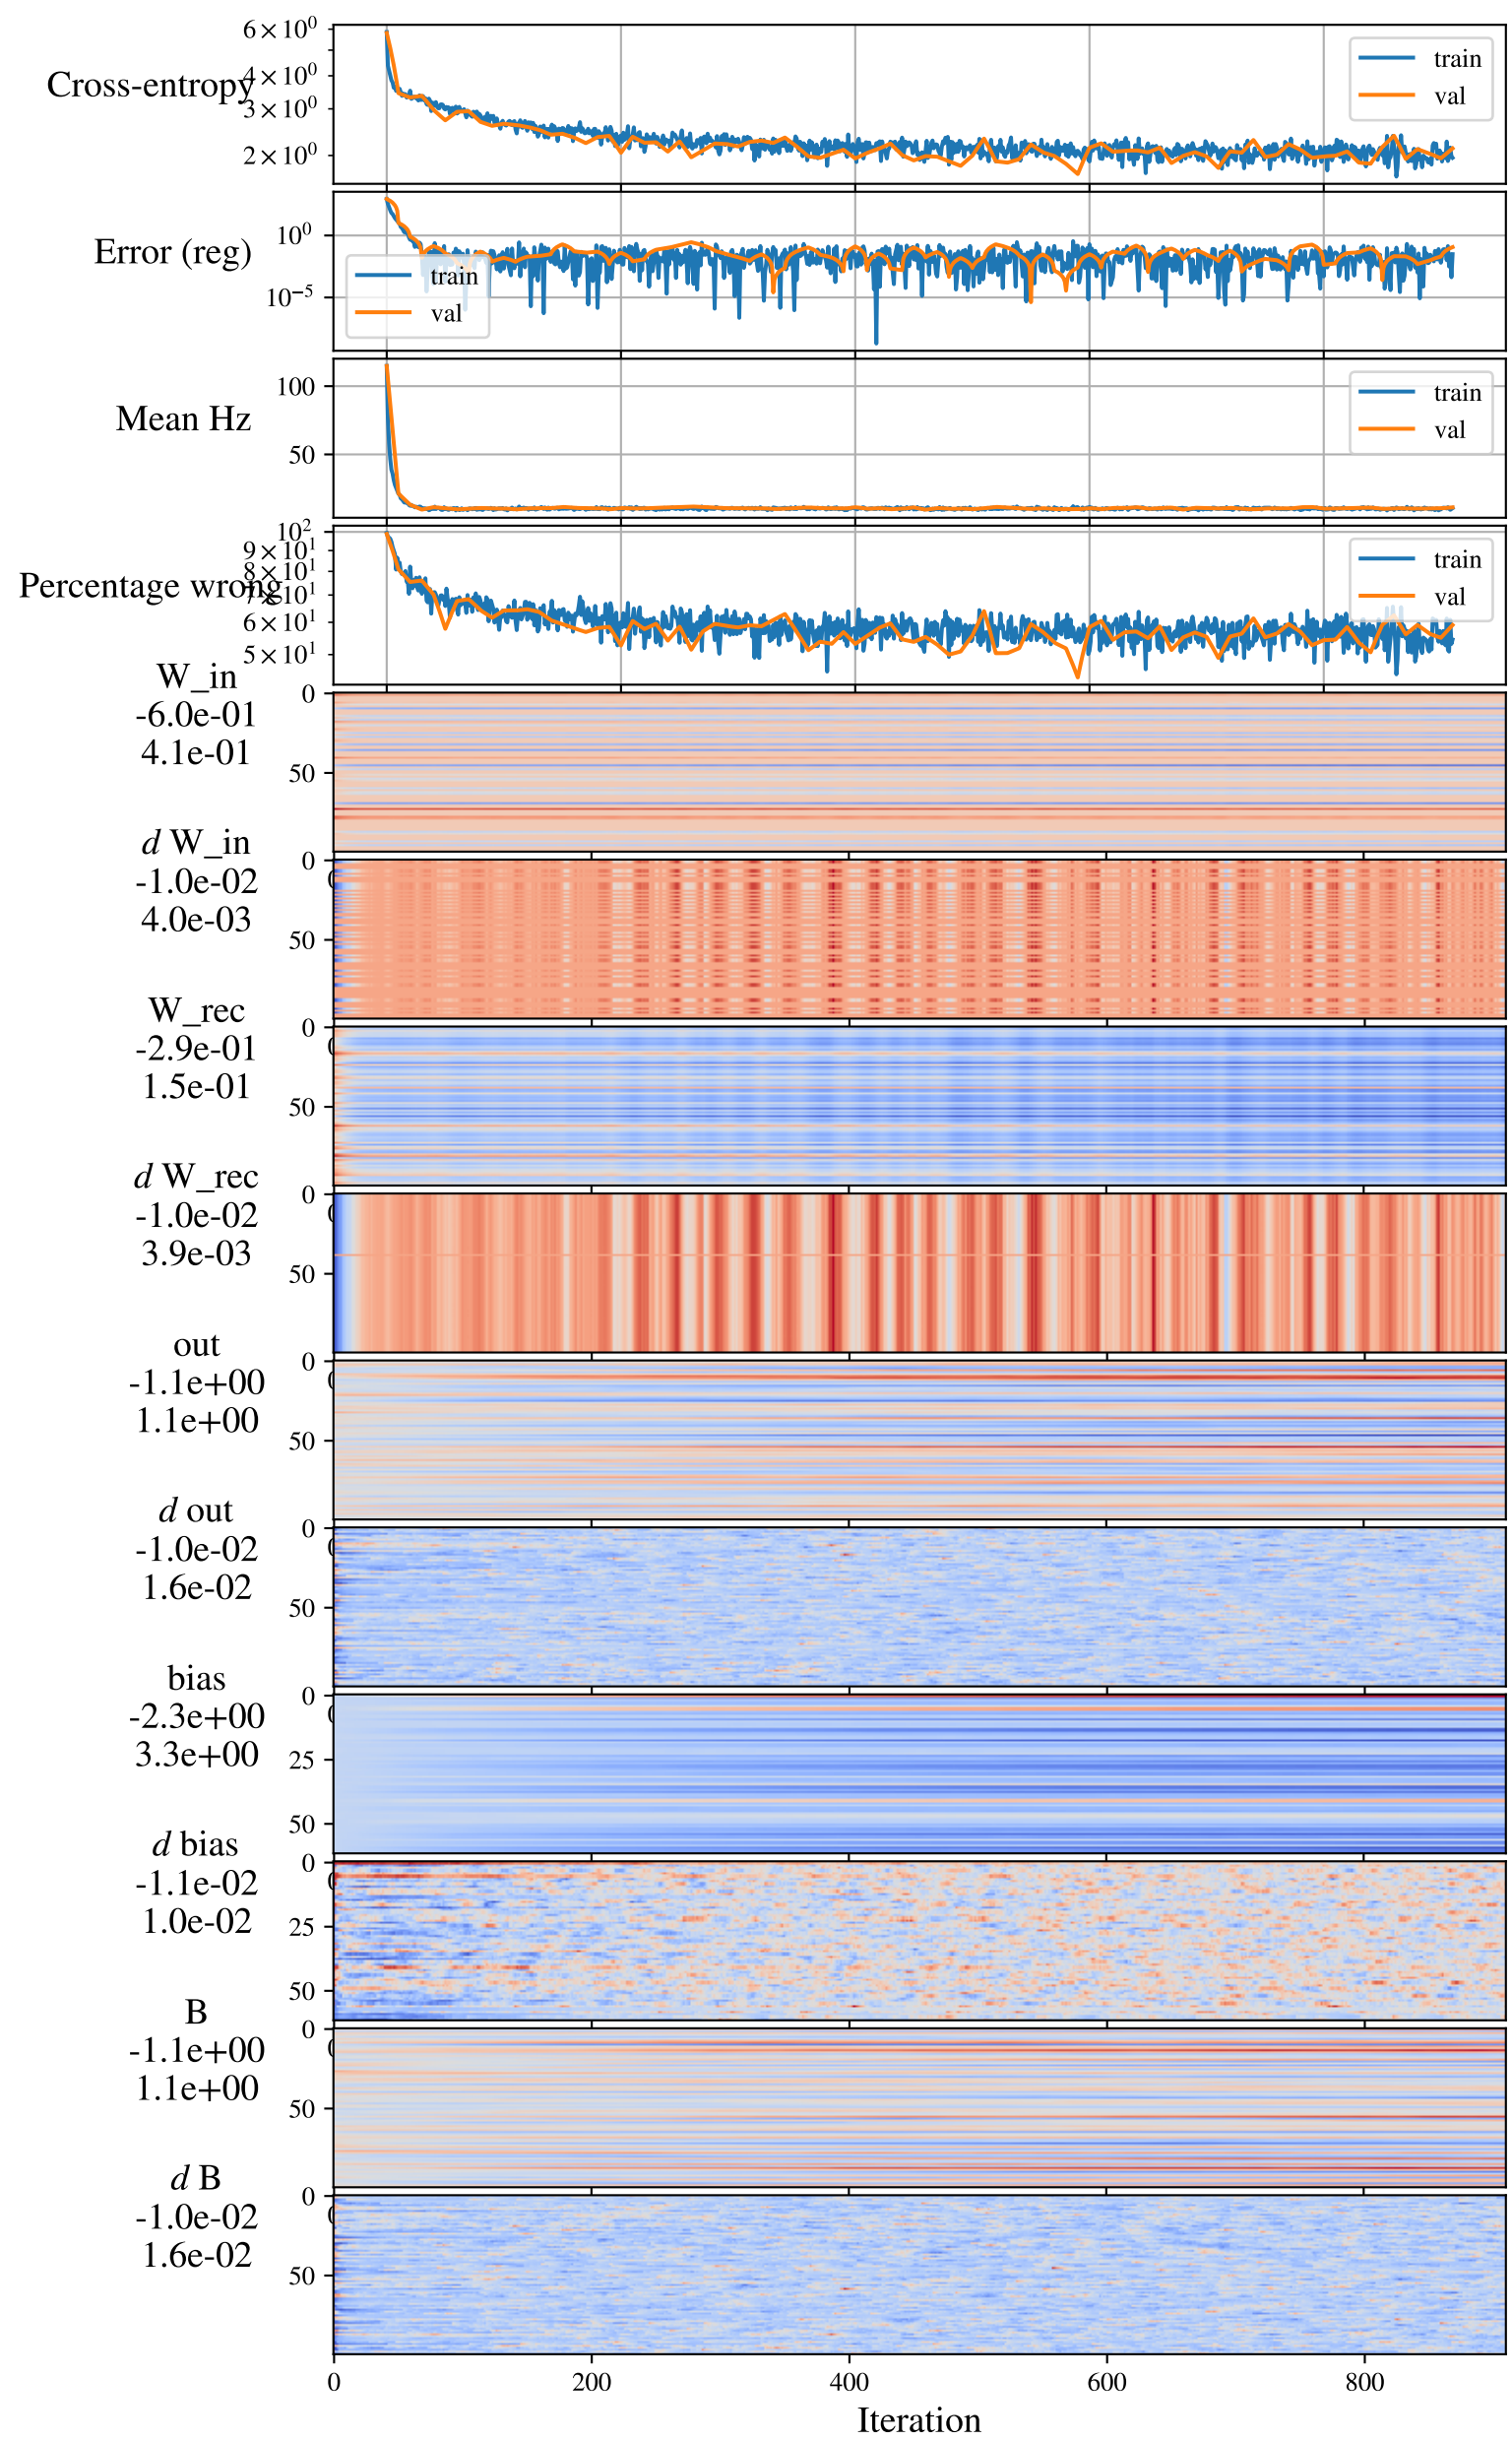 Cross-entropy
6×10⁰
4×10⁰
3×10⁰
2×10⁰
train
val
Error (reg)
10⁰
10⁻⁵
train
val
Mean Hz
100
50
train
val
Percentage wrong
10²
9×10¹
8×10¹
7×10¹
6×10¹
5×10¹
train
val
W_in
-6.0e-01
4.1e-01
0
50
d W_in
-1.0e-02
4.0e-03
0
50
W_rec
-2.9e-01
1.5e-01
0
50
d W_rec
-1.0e-02
3.9e-03
0
50
out
-1.1e+00
1.1e+00
0
50
d out
-1.0e-02
1.6e-02
0
50
bias
-2.3e+00
3.3e+00
0
25
50
d bias
-1.1e-02
1.0e-02
0
25
50
B
-1.1e+00
1.1e+00
0
50
d B
-1.0e-02
1.6e-02
0
50
0 200 400 600 800
Iteration